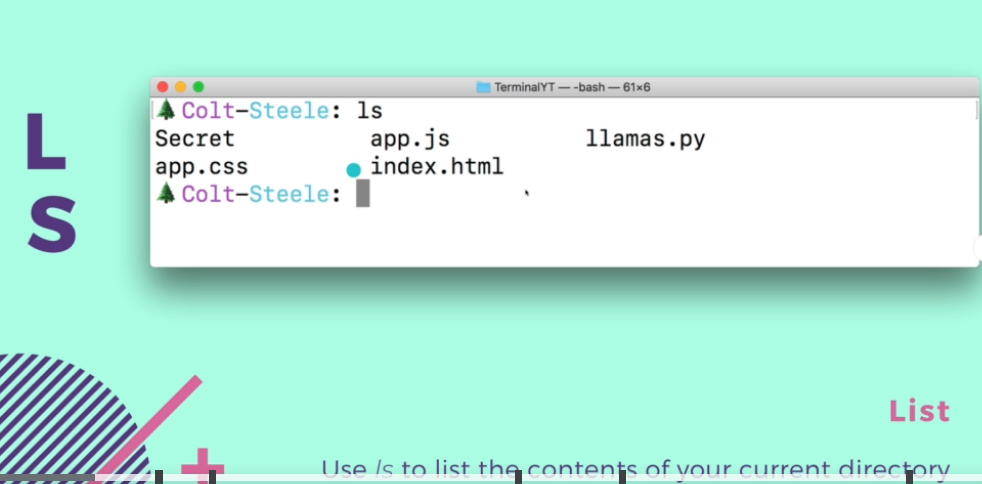 L
S
TerminalYT — -bash — 61×6
Colt-Steele: ls
Secret app.js llamas.py
app.css index.html
Colt-Steele:
List
Use ls to list the contents of your current directory